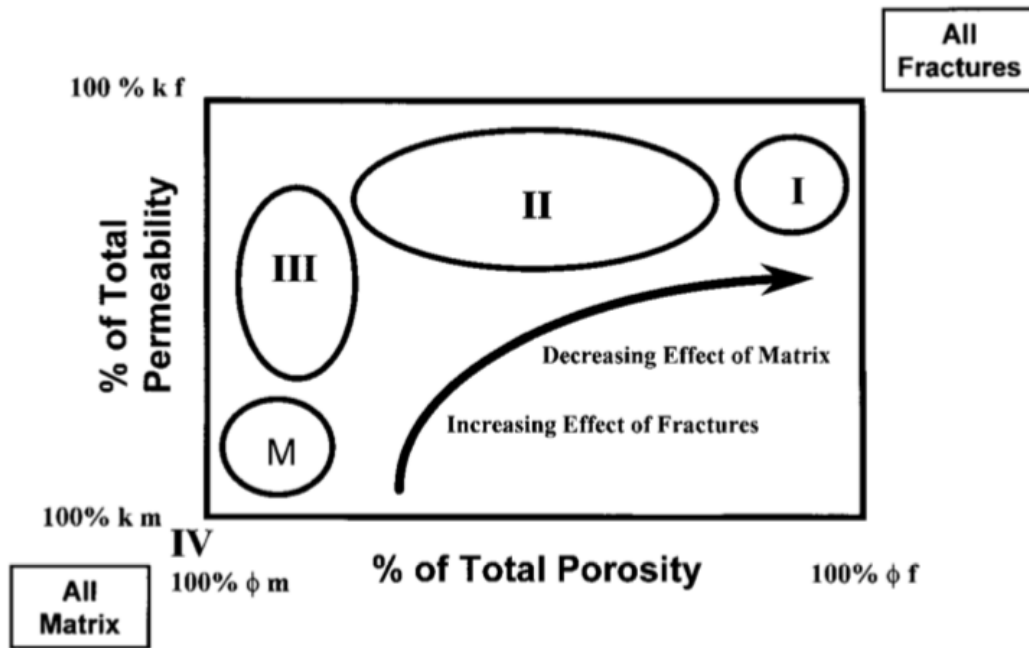 All
Fractures
100 % k f
% of Total
Permeability
I
II
III
Decreasing Effect of Matrix
Increasing Effect of Fractures
M
100% k m
IV
% of Total Porosity
100% ϕ m
100% ϕ f
All
Matrix